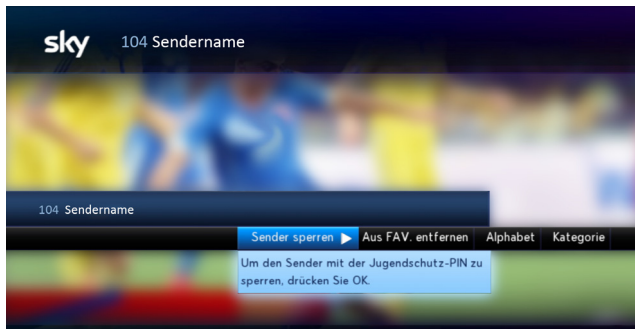 sky 104 Sendername
104 Sendername
Sender sperren Aus FAV. entfernen Alphabet Kategorie
Um den Sender mit der Jugendschutz-PIN zu
sperren, drücken Sie OK.